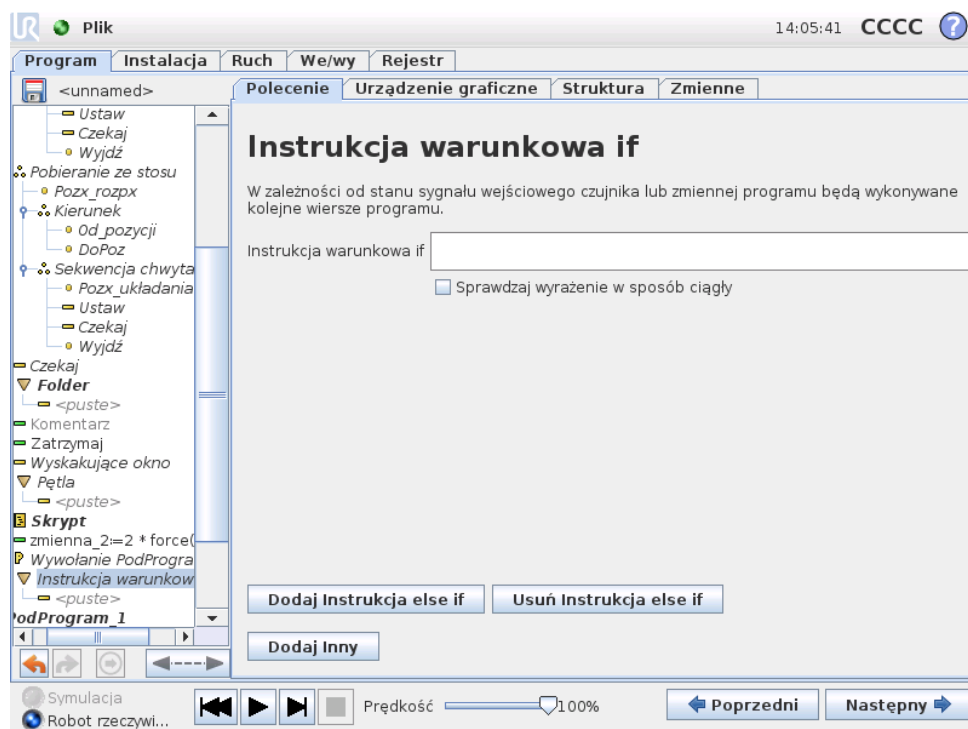 UR Plik 14:05:41 CCCC ?
Program Instalacja Ruch We/wy Rejestr
<unnamed>
Polecenie Urządzenie graficzne Struktura Zmienne
Ustaw
Czekaj
Wyjdź
Pobieranie ze stosu
Pozx_rozpx
Kierunek
Od_pozycji
DoPoz
Sekwencja chwyta
Pozx_układania
Ustaw
Czekaj
Wyjdź
Czekaj
Folder
<puste>
Komentarz
Zatrzymaj
Wyskakujące okno
Pętla
<puste>
Skrypt
zmienna_2≔2 * force(
P Wywołanie PodProgra
Instrukcja warunkow
<puste>
PodProgram_1
Instrukcja warunkowa if
W zależności od stanu sygnału wejściowego czujnika lub zmiennej programu będą wykonywane
kolejne wiersze programu.
Instrukcja warunkowa if
Sprawdzaj wyrażenie w sposób ciągły
Dodaj Instrukcja else if Usuń Instrukcja else if
Dodaj Inny
Symulacja
Robot rzeczywi...
Prędkość 100%
Poprzedni Następny